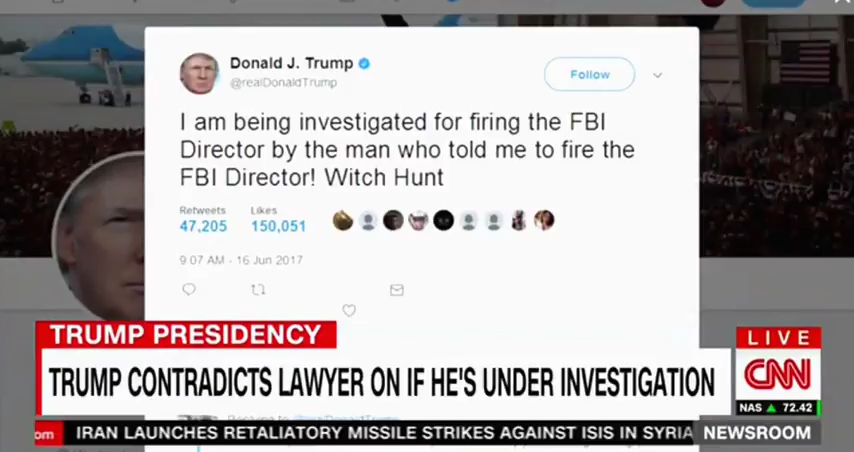 Donald J. Trump
@realDonaldTrump
Follow
I am being investigated for firing the FBI
Director by the man who told me to fire the
FBI Director! Witch Hunt
Retweets Likes
47,205 150,051
9:07 AM - 16 Jun 2017
TRUMP PRESIDENCY
TRUMP CONTRADICTS LAWYER ON IF HE'S UNDER INVESTIGATION
LIVE
CNN
NAS ▲ 72.42
om IRAN LAUNCHES RETALIATORY MISSILE STRIKES AGAINST ISIS IN SYRIA
NEWSROOM